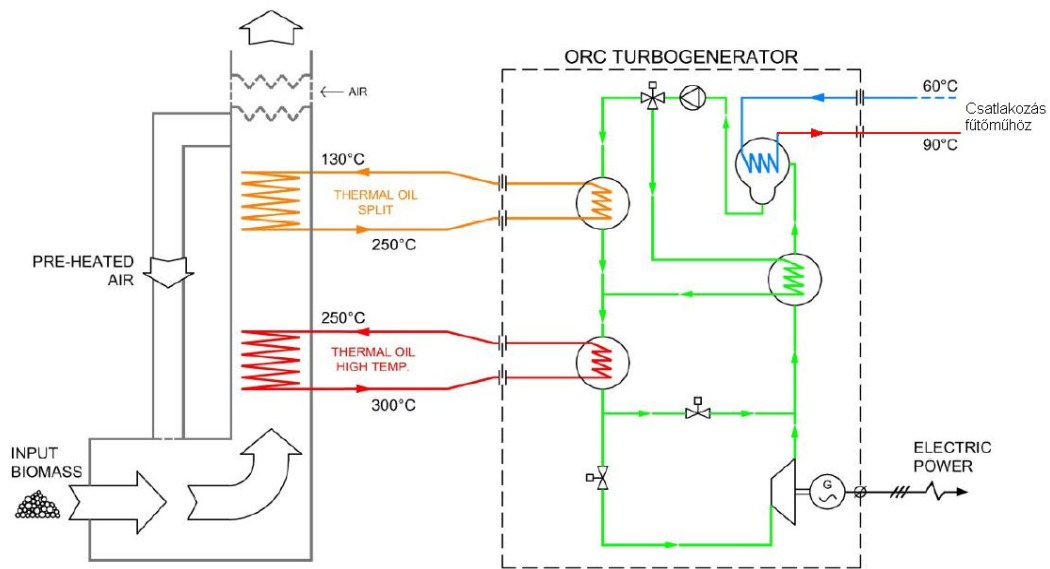 ORC TURBOGENERATOR
AIR
60°C
Csatlakozás
fűtőműhöz
90°C
130°C
THERMAL OIL
SPLIT
250°C
PRE-HEATED
AIR
250°C
THERMAL OIL
HIGH TEMP.
300°C
INPUT
BIOMASS
ELECTRIC
POWER
G